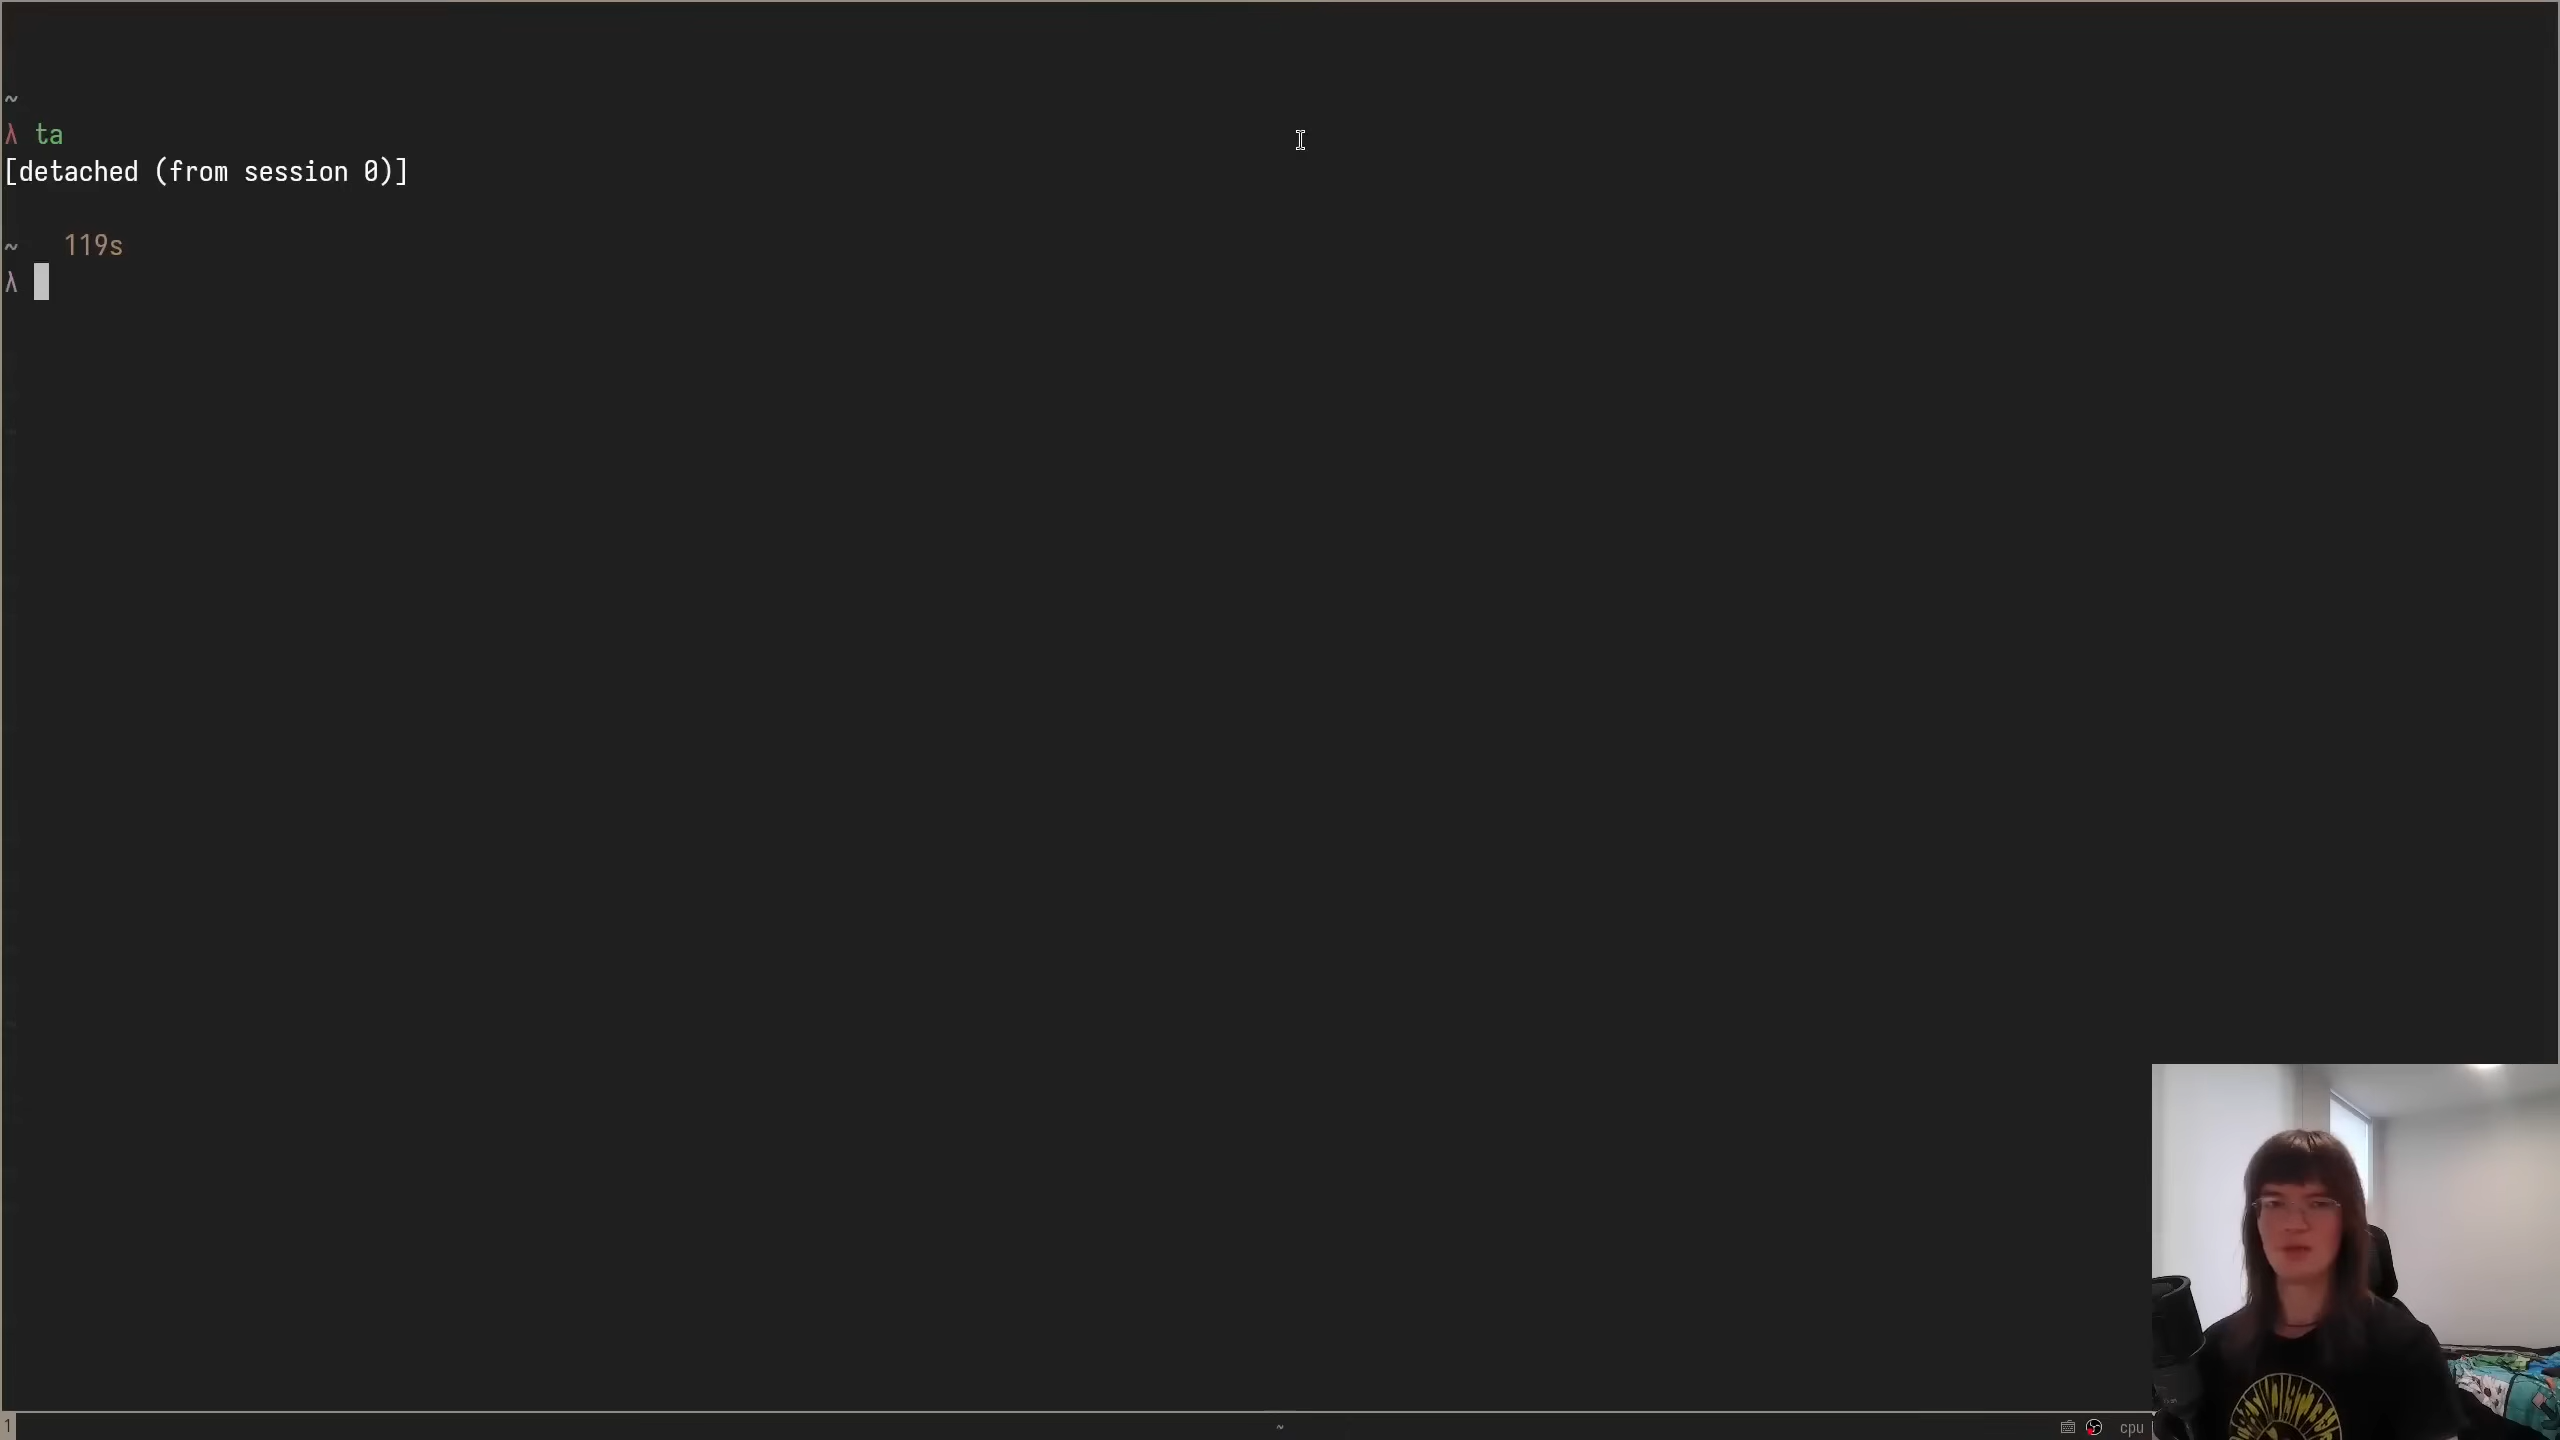 ~
λ ta
[detached (from session 0)]
~ 119s
λ
1 ~ cpu